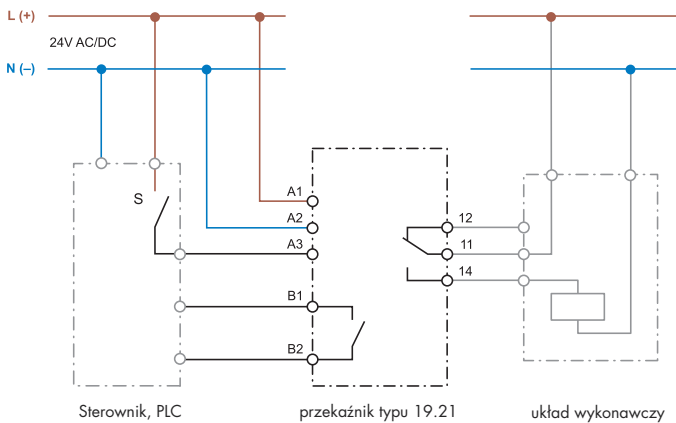 L (+)
24V AC/DC
N (–)
S
A1
A2
A3
B1
B2
12
11
14
Sterownik, PLC
przekaźnik typu 19.21
układ wykonawczy